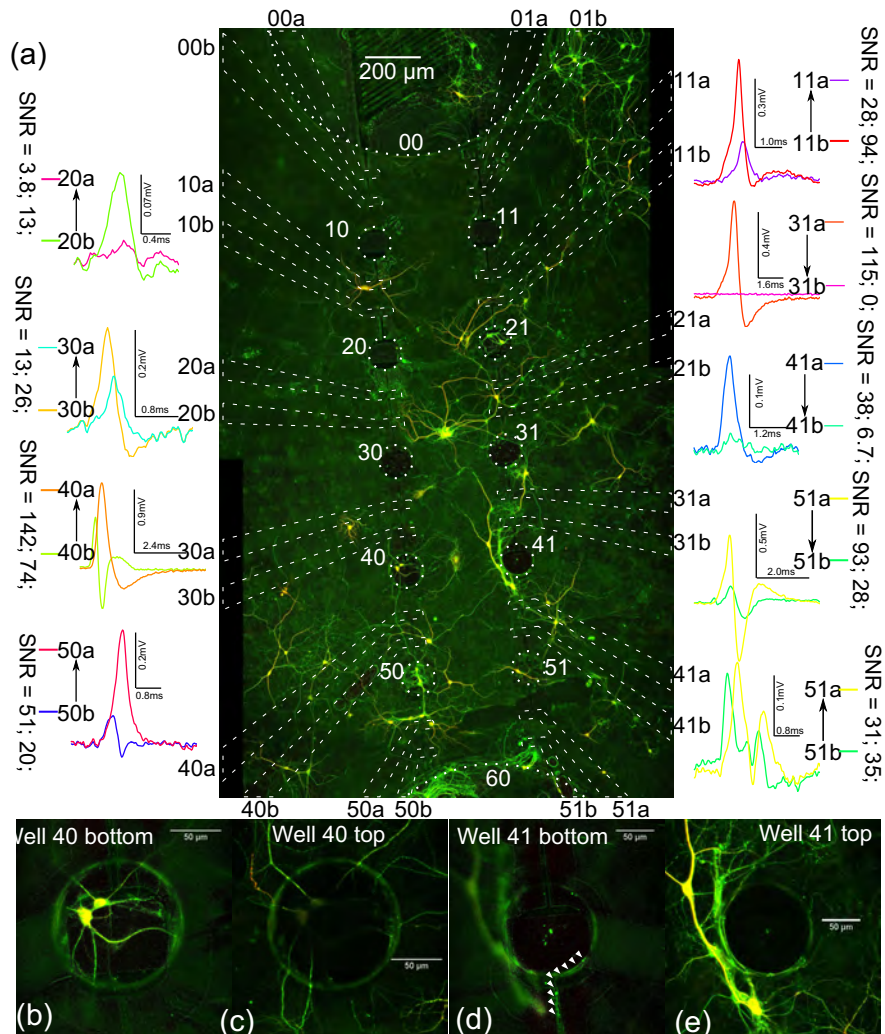 00a
01a
01b
00b
(a)
200 µm
00
SNR = 3.8; 13;
20a
20b
0.07mV
0.4ms
10a
10b
10
11
11a
11b
0.3mV
1.0ms
11a
11b
SNR = 28; 94;
SNR = 13; 26;
30a
30b
0.2mV
0.8ms
20a
20b
20
21
21a
21b
0.4mV
1.6ms
31a
31b
SNR = 115; 0;
30
31
0.1mV
1.2ms
41a
41b
SNR = 38; 6.7;
SNR = 142; 74;
40a
40b
0.9mV
2.4ms
30a
30b
40
41
31a
31b
0.5mV
2.0ms
51a
51b
SNR = 93; 28;
SNR = 51; 20;
50a
50b
0.2mV
0.8ms
40a
50
51
60
41a
41b
0.1mV
0.8ms
51a
51b
SNR = 31; 35;
40b
50a
50b
51b
51a
Well 40 bottom
50 µm
(b)
Well 40 top
50 µm
(c)
Well 41 bottom
50 µm
(d)
Well 41 top
50 µm
(e)